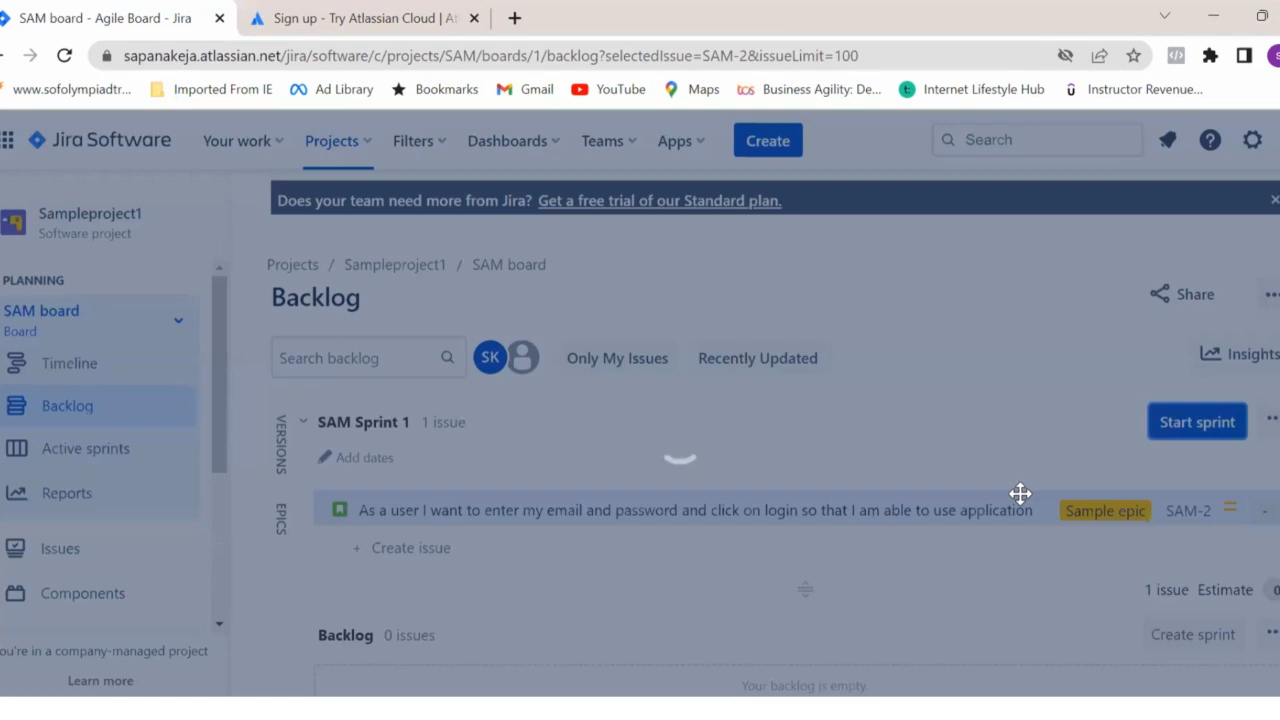 SAM board - Agile Board - Jira
Sign up - Try Atlassian Cloud | At
sapanakeja.atlassian.net/jira/software/c/projects/SAM/boards/1/backlog?selectedIssue=SAM-2&issueLimit=100
www.sofolympiadtr... Imported From IE Ad Library Bookmarks Gmail YouTube Maps tcs Business Agility: De... Internet Lifestyle Hub Instructor Revenue...
Jira Software Your work Projects Filters Dashboards Teams Apps Create Search
Does your team need more from Jira? Get a free trial of our Standard plan.
Sampleproject1
Software project
PLANNING
SAM board
Board
Timeline
Backlog
Active sprints
Reports
Issues
Components
ou're in a company-managed project
Learn more
Projects / Sampleproject1 / SAM board
Backlog
Share
Search backlog SK Only My Issues Recently Updated
Insights
VERSIONS
EPICS
SAM Sprint 1 1 issue
Start sprint
Add dates
As a user I want to enter my email and password and click on login so that I am able to use application Sample epic SAM-2 -
+ Create issue
1 issue Estimate 0
Backlog 0 issues
Create sprint
Your backlog is empty.